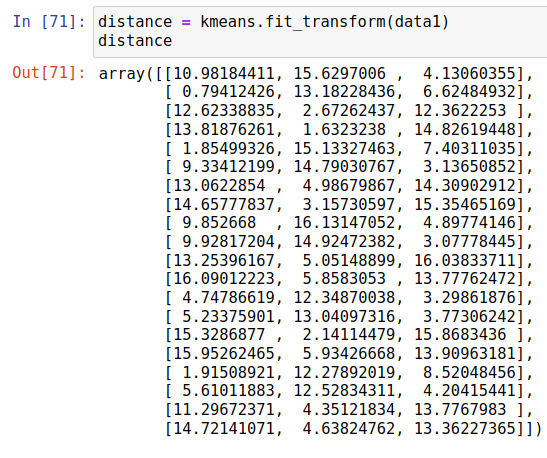 In [71]: distance = kmeans.fit_transform(data1)
distance
Out[71]: array([[10.98184411, 15.6297006 ,  4.13060355],
[ 0.79412426, 13.18228436,  6.62484932],
[12.62338835,  2.67262437, 12.3622253 ],
[13.81876261,  1.6323238 , 14.82619448],
[ 1.85499326, 15.13327463,  7.40311035],
[ 9.33412199, 14.79030767,  3.13650852],
[13.0622854 ,  4.98679867, 14.30902912],
[14.65777837,  3.15730597, 15.35465169],
[ 9.852668  , 16.13147052,  4.89774146],
[ 9.92817204, 14.92472382,  3.07778445],
[13.25396167,  5.05148899, 16.03833711],
[16.09012223,  5.8583053 , 13.77762472],
[ 4.74786619, 12.34870038,  3.29861876],
[ 5.23375901, 13.04097316,  3.77306242],
[15.3286877 ,  2.14114479, 15.8683436 ],
[15.95262465,  5.93426668, 13.90963181],
[ 1.91508921, 12.27892019,  8.52048456],
[ 5.61011883, 12.52834311,  4.20415441],
[11.29672371,  4.35121834, 13.7767983 ],
[14.72141071,  4.63824762, 13.36227365]])